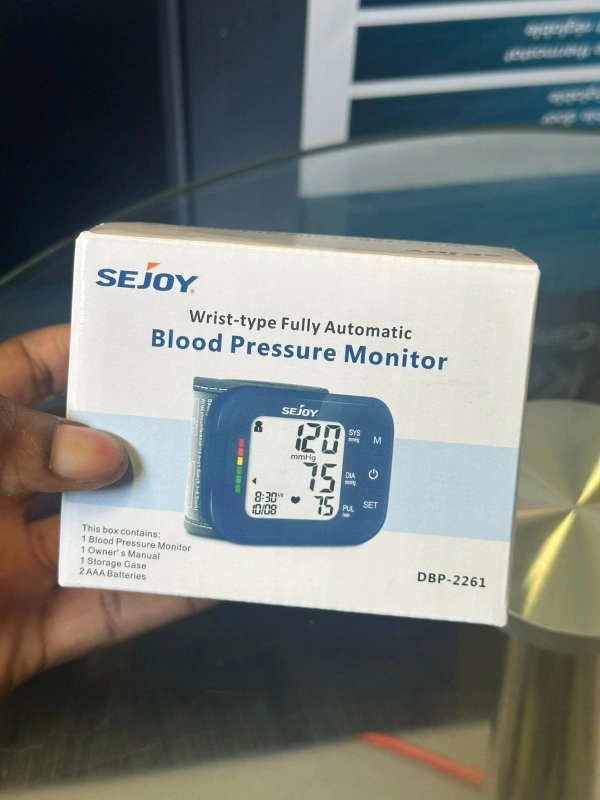 SEJOY
Wrist-type Fully Automatic
Blood Pressure Monitor
SEJOY
120
SYS
mmHg
M
mmHg
75
DIA
mmHg
8:30
10/08
75
PUL
/min
SET
This box contains:
1 Blood Pressure Monitor
1 Owner's Manual
1 Storage Case
2 AAA Batteries
DBP-2261